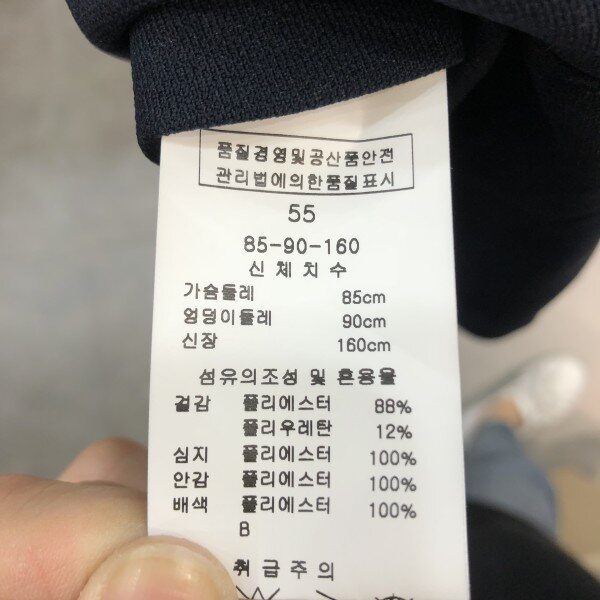 품질경영및공산품안전
관리법에의한품질표시
55
85-90-160
신체치수
가슴둘레 85cm
엉덩이둘레 90cm
신장 160cm
섬유의조성 및 혼용율
겉감 폴리에스터 88%
폴리우레탄 12%
심지 폴리에스터 100%
안감 폴리에스터 100%
배색 폴리에스터 100%
B
취급주의